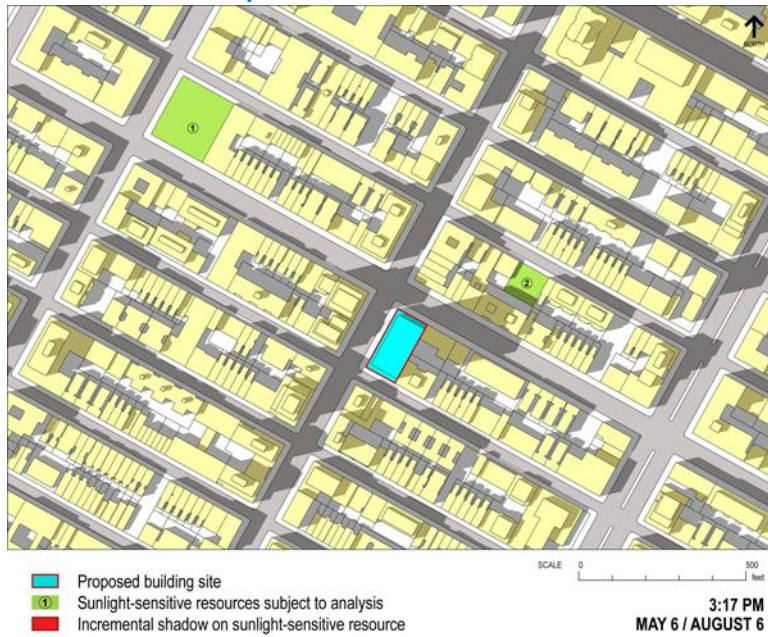 NORTH
①
②
SCALE 0 500
feet
Proposed building site
① Sunlight-sensitive resources subject to analysis
Incremental shadow on sunlight-sensitive resource
3:17 PM
MAY 6 / AUGUST 6